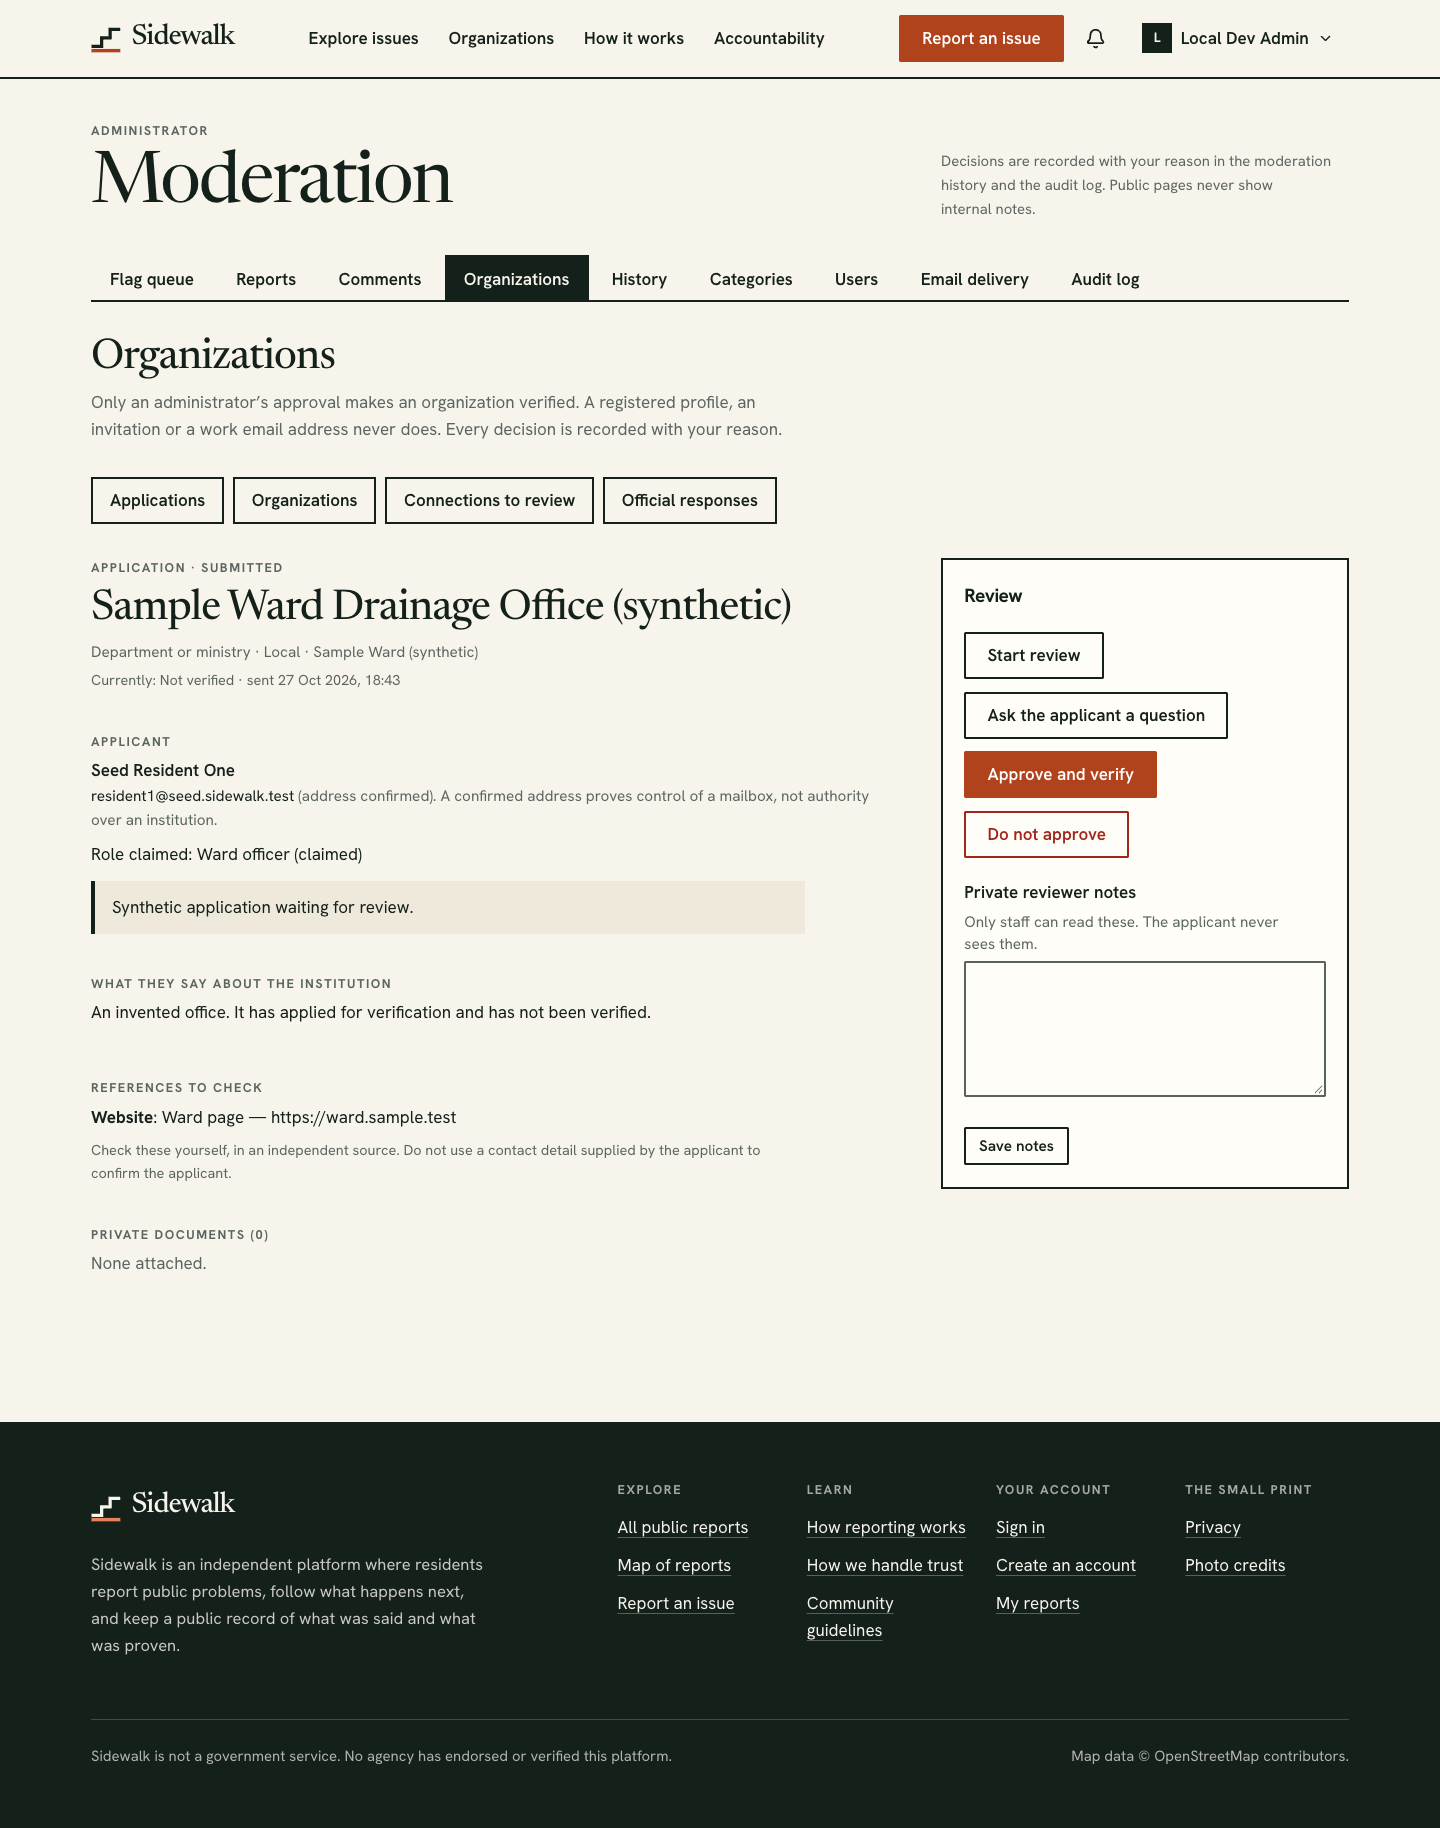 Sidewalk
Explore issues
Organizations
How it works
Accountability
Report an issue
L
Local Dev Admin
ADMINISTRATOR
Moderation
Decisions are recorded with your reason in the moderation
history and the audit log. Public pages never show
internal notes.
Flag queue
Reports
Comments
Organizations
History
Categories
Users
Email delivery
Audit log
Organizations
Only an administrator’s approval makes an organization verified. A registered profile, an
invitation or a work email address never does. Every decision is recorded with your reason.
Applications
Organizations
Connections to review
Official responses
APPLICATION · SUBMITTED
Sample Ward Drainage Office (synthetic)
Department or ministry · Local · Sample Ward (synthetic)
Currently: Not verified · sent 27 Oct 2026, 18:43
APPLICANT
Seed Resident One
resident1@seed.sidewalk.test (address confirmed). A confirmed address proves control of a mailbox, not authority
over an institution.
Role claimed: Ward officer (claimed)
Synthetic application waiting for review.
WHAT THEY SAY ABOUT THE INSTITUTION
An invented office. It has applied for verification and has not been verified.
REFERENCES TO CHECK
Website: Ward page — https://ward.sample.test
Check these yourself, in an independent source. Do not use a contact detail supplied by the applicant to
confirm the applicant.
PRIVATE DOCUMENTS (0)
None attached.
Review
Start review
Ask the applicant a question
Approve and verify
Do not approve
Private reviewer notes
Only staff can read these. The applicant never
sees them.
Save notes
Sidewalk
Sidewalk is an independent platform where residents
report public problems, follow what happens next,
and keep a public record of what was said and what
was proven.
EXPLORE
All public reports
Map of reports
Report an issue
LEARN
How reporting works
How we handle trust
Community
guidelines
YOUR ACCOUNT
Sign in
Create an account
My reports
THE SMALL PRINT
Privacy
Photo credits
Sidewalk is not a government service. No agency has endorsed or verified this platform.
Map data © OpenStreetMap contributors.